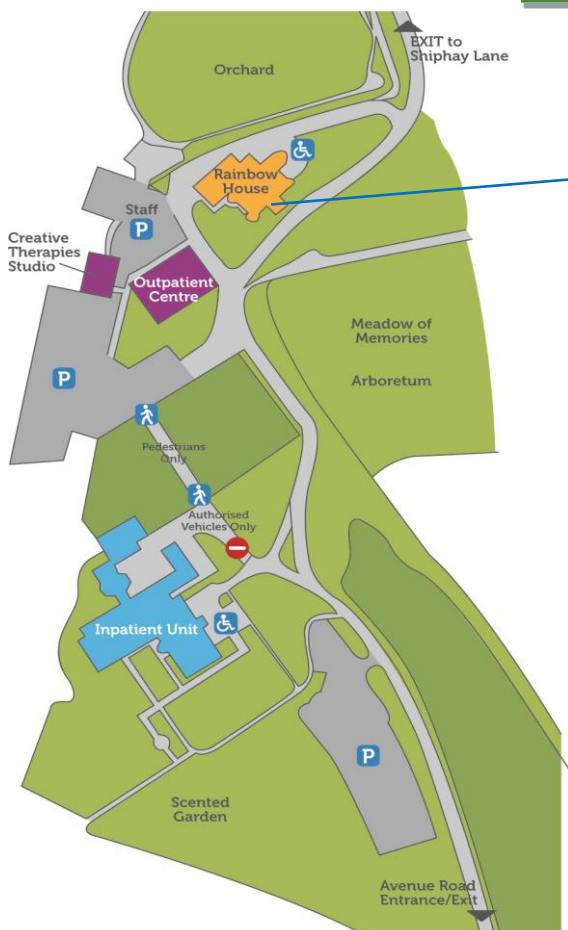 EXIT to
Shiphay Lane
Orchard
Rainbow
House
Staff
P
Creative
Therapies
Studio
Outpatient
Centre
Meadow of
Memories
Arboretum
P
Pedestrians
Only
Authorised
Vehicles Only
Inpatient Unit
P
Scented
Garden
Avenue Road
Entrance/Exit